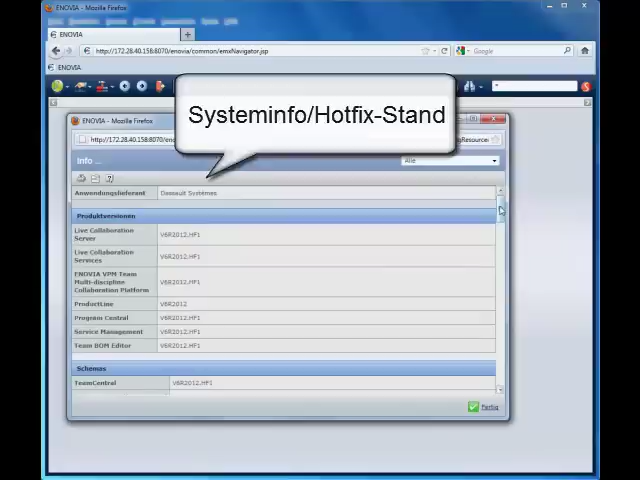 ENOVIA - Mozilla Firefox
ENOVIA
http://172.28.40.158:8070/enovia/common/emxNavigator.jsp
Google
ENOVIA
Systeminfo/Hotfix-Stand
ENOVIA - Mozilla Firefox
Info ...
Alle
Anwendungslieferant Dassault Systèmes
Produktversionen
Live Collaboration
Server V6R2012.HF1
Live Collaboration
Services V6R2012.HF1
ENOVIA VPM Team
Multi-discipline
Collaboration Platform V6R2012.HF1
ProductLine V6R2012
Program Central V6R2012.HF1
Service Management V6R2012.HF1
Team BOM Editor V6R2012.HF1
Schemas
TeamCentral V6R2012.HF1
Fertig